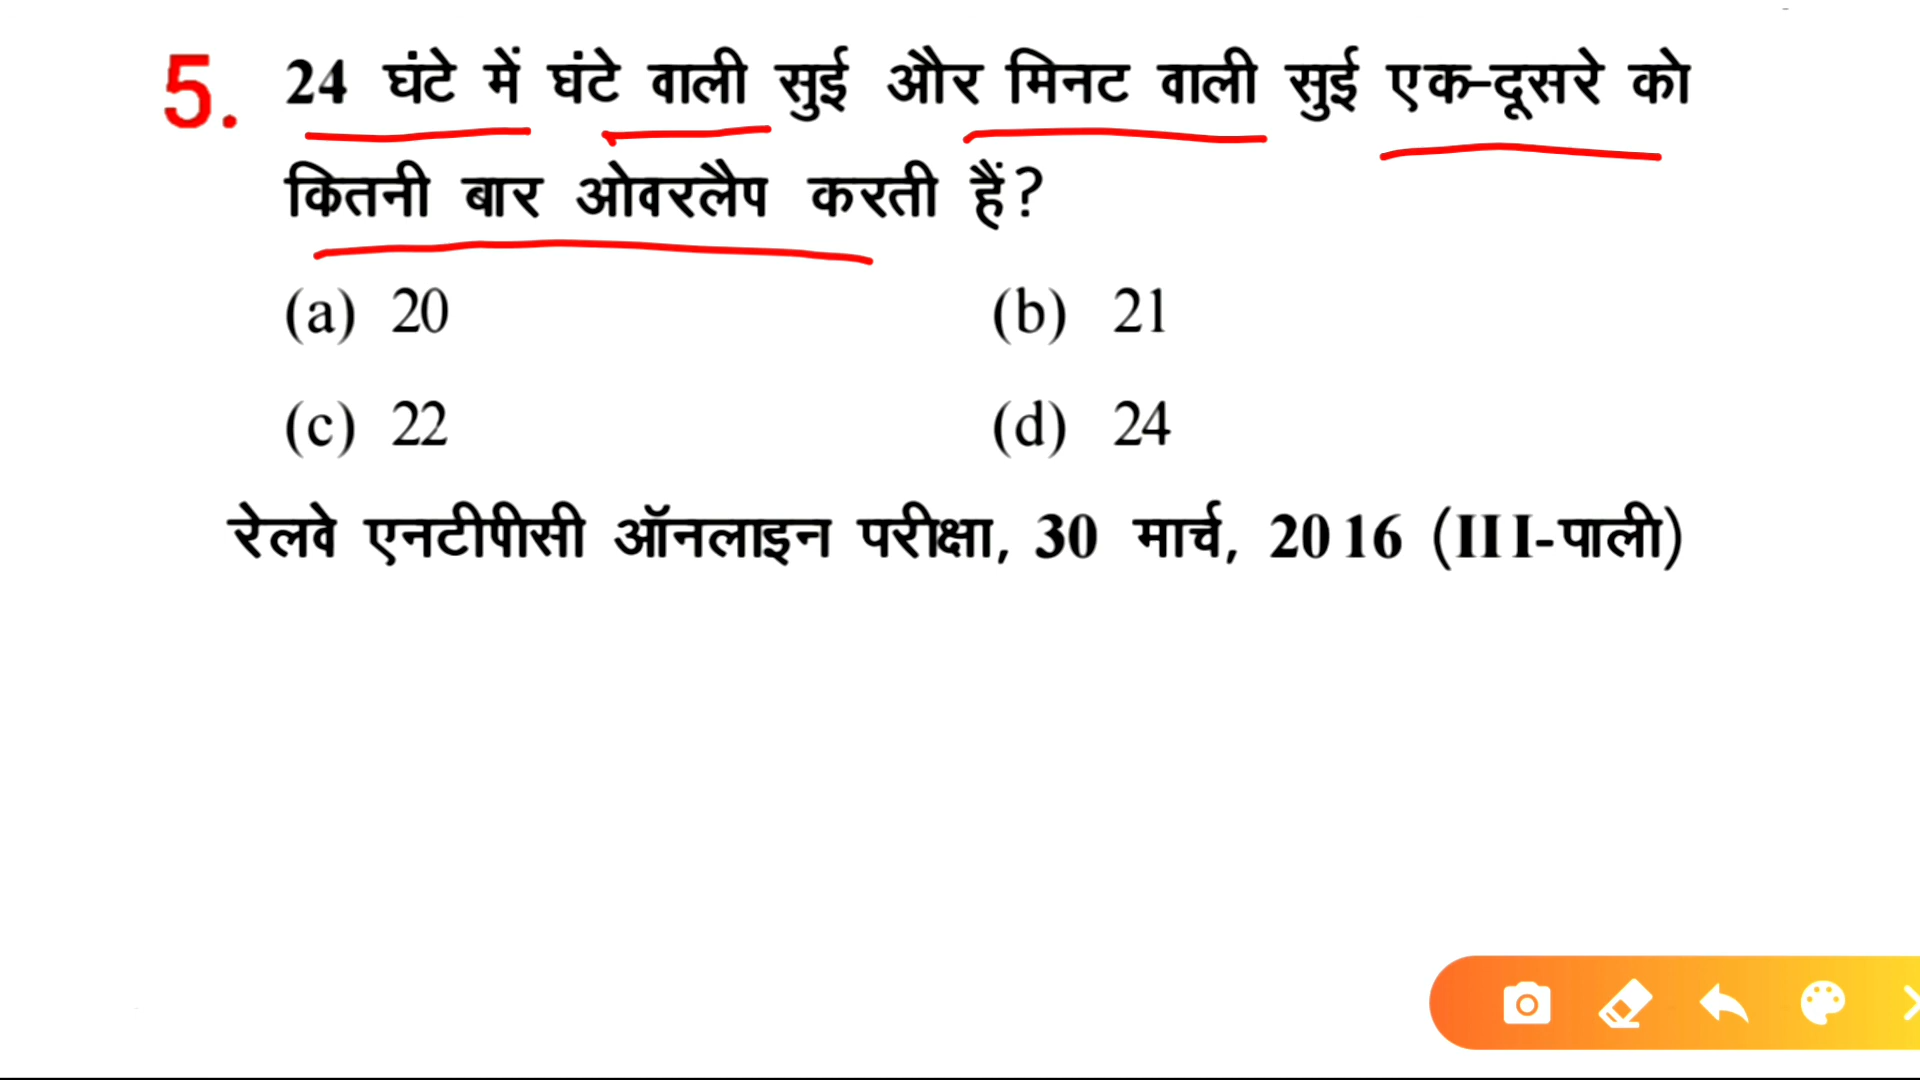 5. 24 घंटे में घंटे वाली सुई और मिनट वाली सुई एक-दूसरे को
कितनी बार ओवरलैप करती हैं?
(a) 20 (b) 21
(c) 22 (d) 24
रेलवे एनटीपीसी ऑनलाइन परीक्षा, 30 मार्च, 2016 (III-पाली)